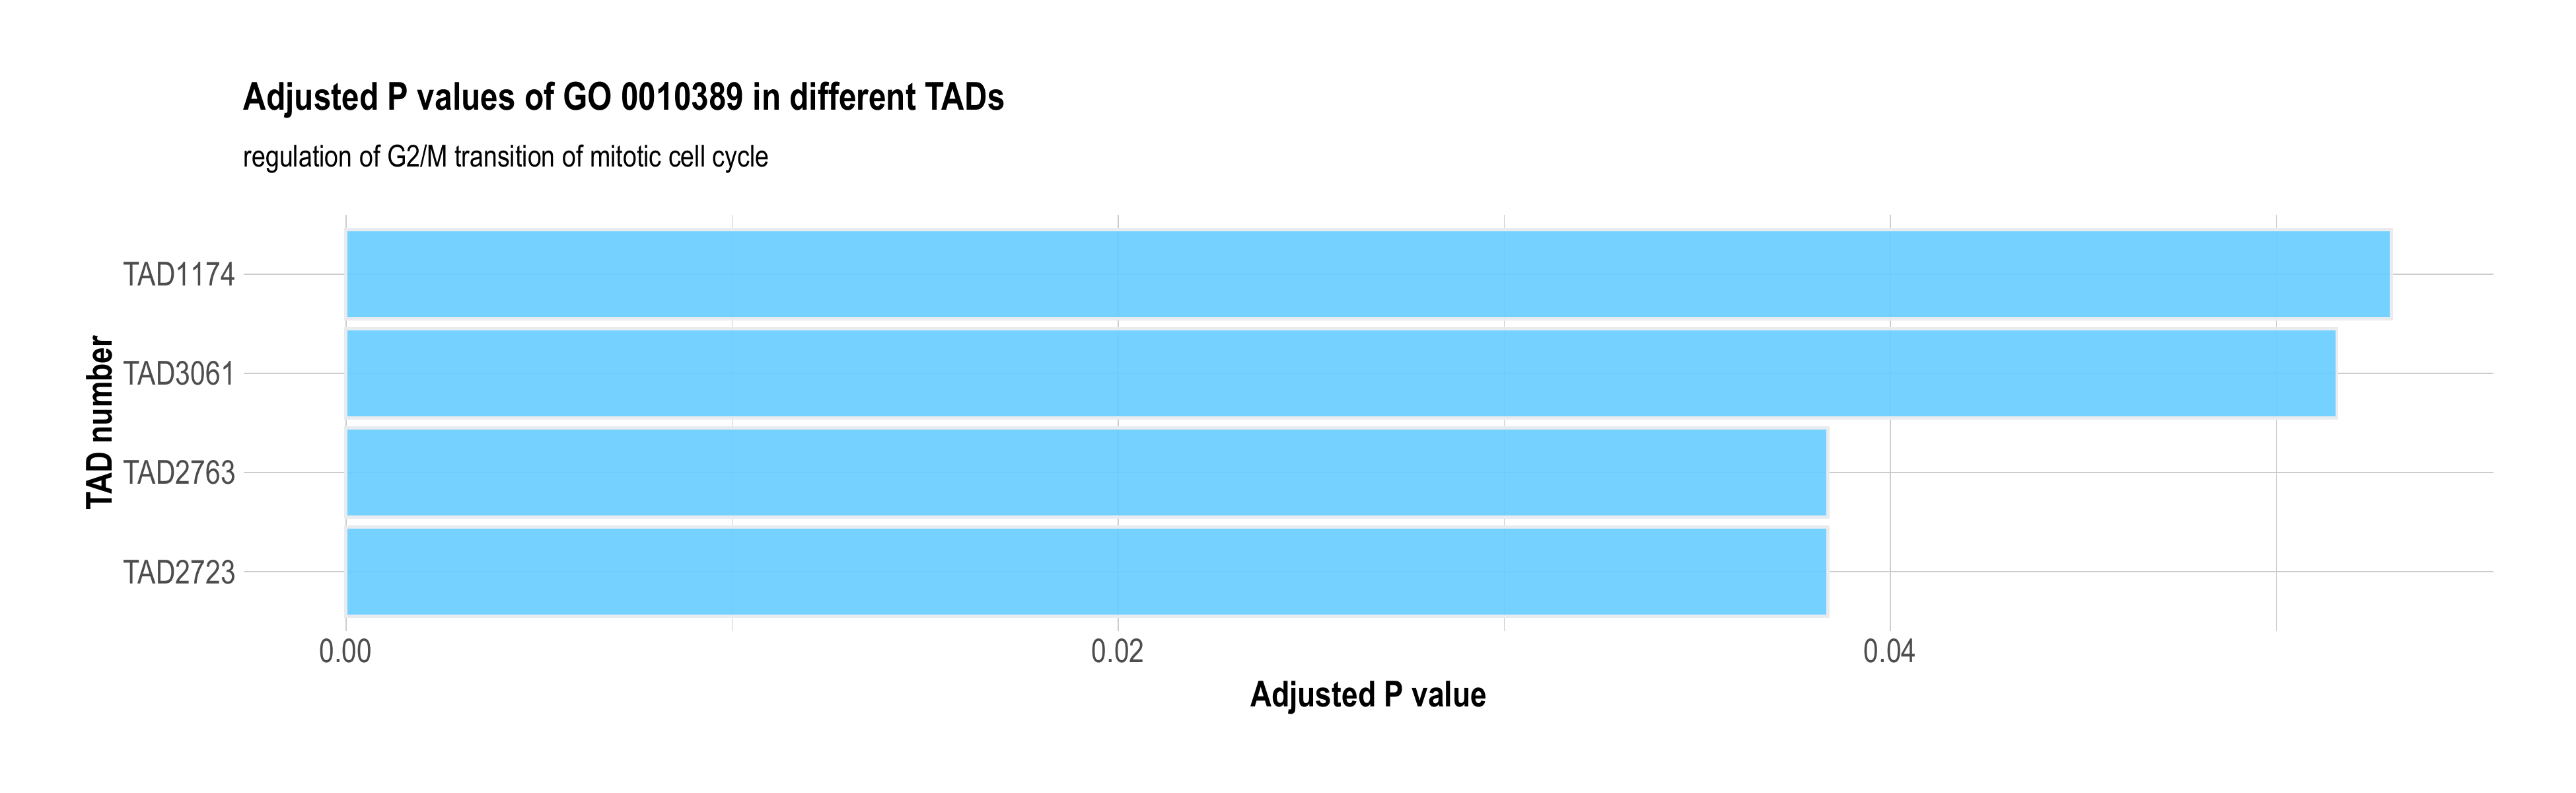 Adjusted P values of GO 0010389 in different TADs
regulation of G2/M transition of mitotic cell cycle
TAD number
TAD1174
TAD3061
TAD2763
TAD2723
0.00 0.02 0.04
Adjusted P value